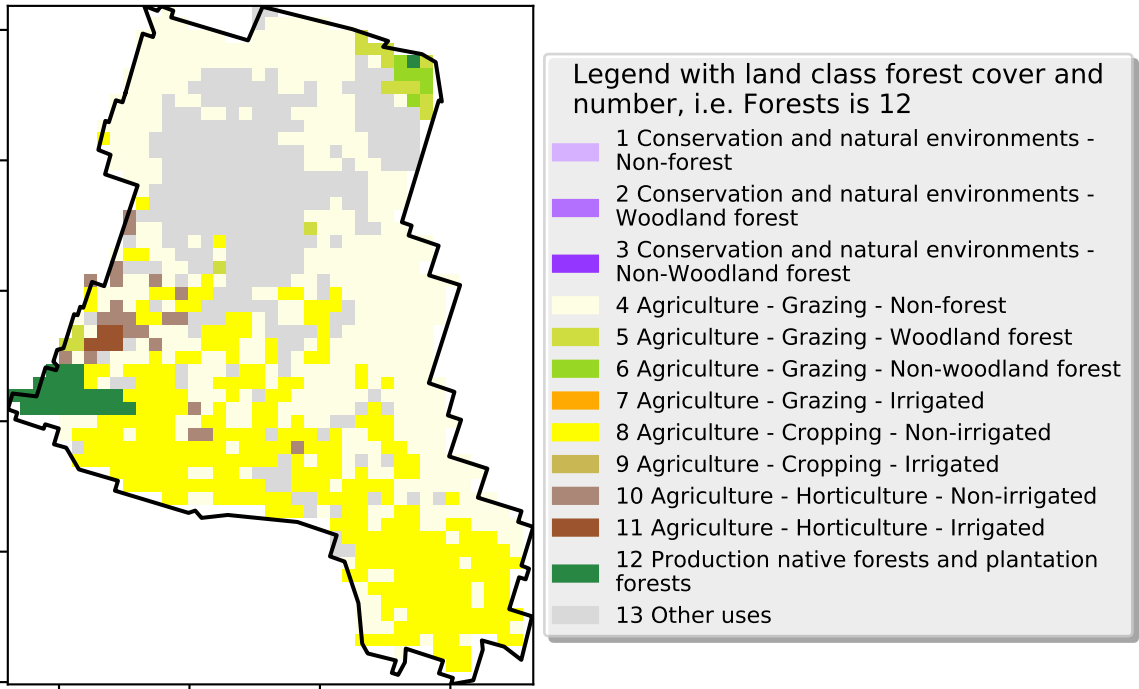 Legend with land class forest cover and
number, i.e. Forests is 12
1 Conservation and natural environments -
Non-forest
2 Conservation and natural environments -
Woodland forest
3 Conservation and natural environments -
Non-Woodland forest
4 Agriculture - Grazing - Non-forest
5 Agriculture - Grazing - Woodland forest
6 Agriculture - Grazing - Non-woodland forest
7 Agriculture - Grazing - Irrigated
8 Agriculture - Cropping - Non-irrigated
9 Agriculture - Cropping - Irrigated
10 Agriculture - Horticulture - Non-irrigated
11 Agriculture - Horticulture - Irrigated
12 Production native forests and plantation
forests
13 Other uses